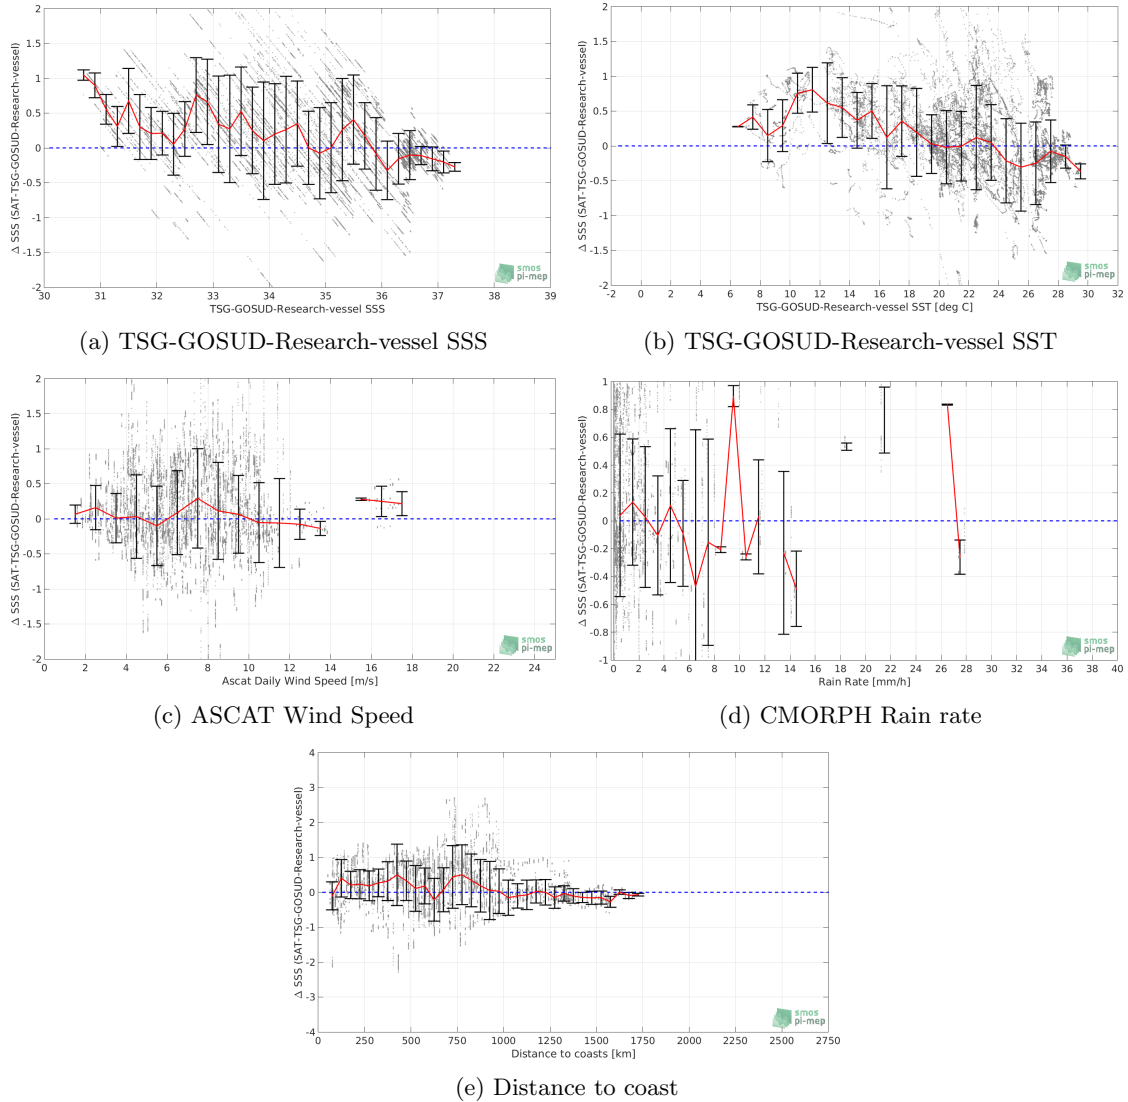 Δ SSS (SAT-TSG-GOSUD-Research-vessel)
2
1.5
1
0.5
0
-0.5
-1
-1.5
-2
30 31 32 33 34 35 36 37 38 39
TSG-GOSUD-Research-vessel SSS
smos
pi-mep
(a) TSG-GOSUD-Research-vessel SSS
Δ SSS (SAT-TSG-GOSUD-Research-vessel)
2
1.5
1
0.5
0
-0.5
-1
-1.5
-2
-2 0 2 4 6 8 10 12 14 16 18 20 22 24 26 28 30 32
TSG-GOSUD-Research-vessel SST [deg C]
smos
pi-mep
(b) TSG-GOSUD-Research-vessel SST
Δ SSS (SAT-TSG-GOSUD-Research-vessel)
2
1.5
1
0.5
0
-0.5
-1
-1.5
-2
0 2 4 6 8 10 12 14 16 18 20 22 24
Ascat Daily Wind Speed [m/s]
smos
pi-mep
(c) ASCAT Wind Speed
Δ SSS (SAT-TSG-GOSUD-Research-vessel)
1
0.8
0.6
0.4
0.2
0
-0.2
-0.4
-0.6
-0.8
-1
0 2 4 6 8 10 12 14 16 18 20 22 24 26 28 30 32 34 36 38 40
Rain Rate [mm/h]
smos
pi-mep
(d) CMORPH Rain rate
Δ SSS (SAT-TSG-GOSUD-Research-vessel)
4
3
2
1
0
-1
-2
-3
-4
0 250 500 750 1000 1250 1500 1750 2000 2250 2500 2750
Distance to coasts [km]
smos
pi-mep
(e) Distance to coast